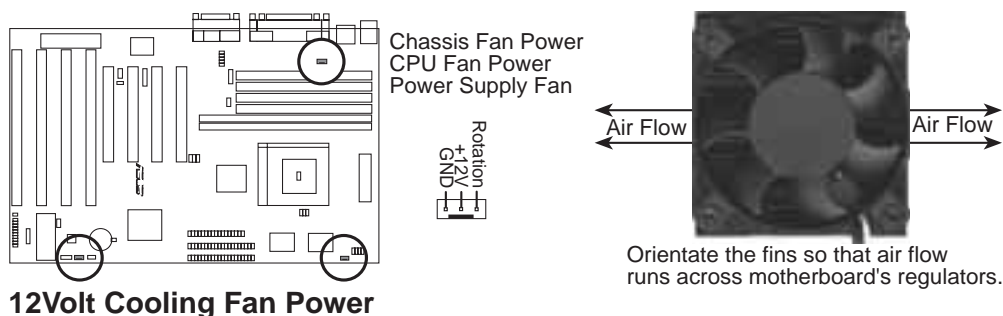 Chassis Fan Power
CPU Fan Power
Power Supply Fan
Rotation
+12V
GND
Air Flow
Air Flow
Orientate the fins so that air flow
runs across motherboard's regulators.
12Volt Cooling Fan Power